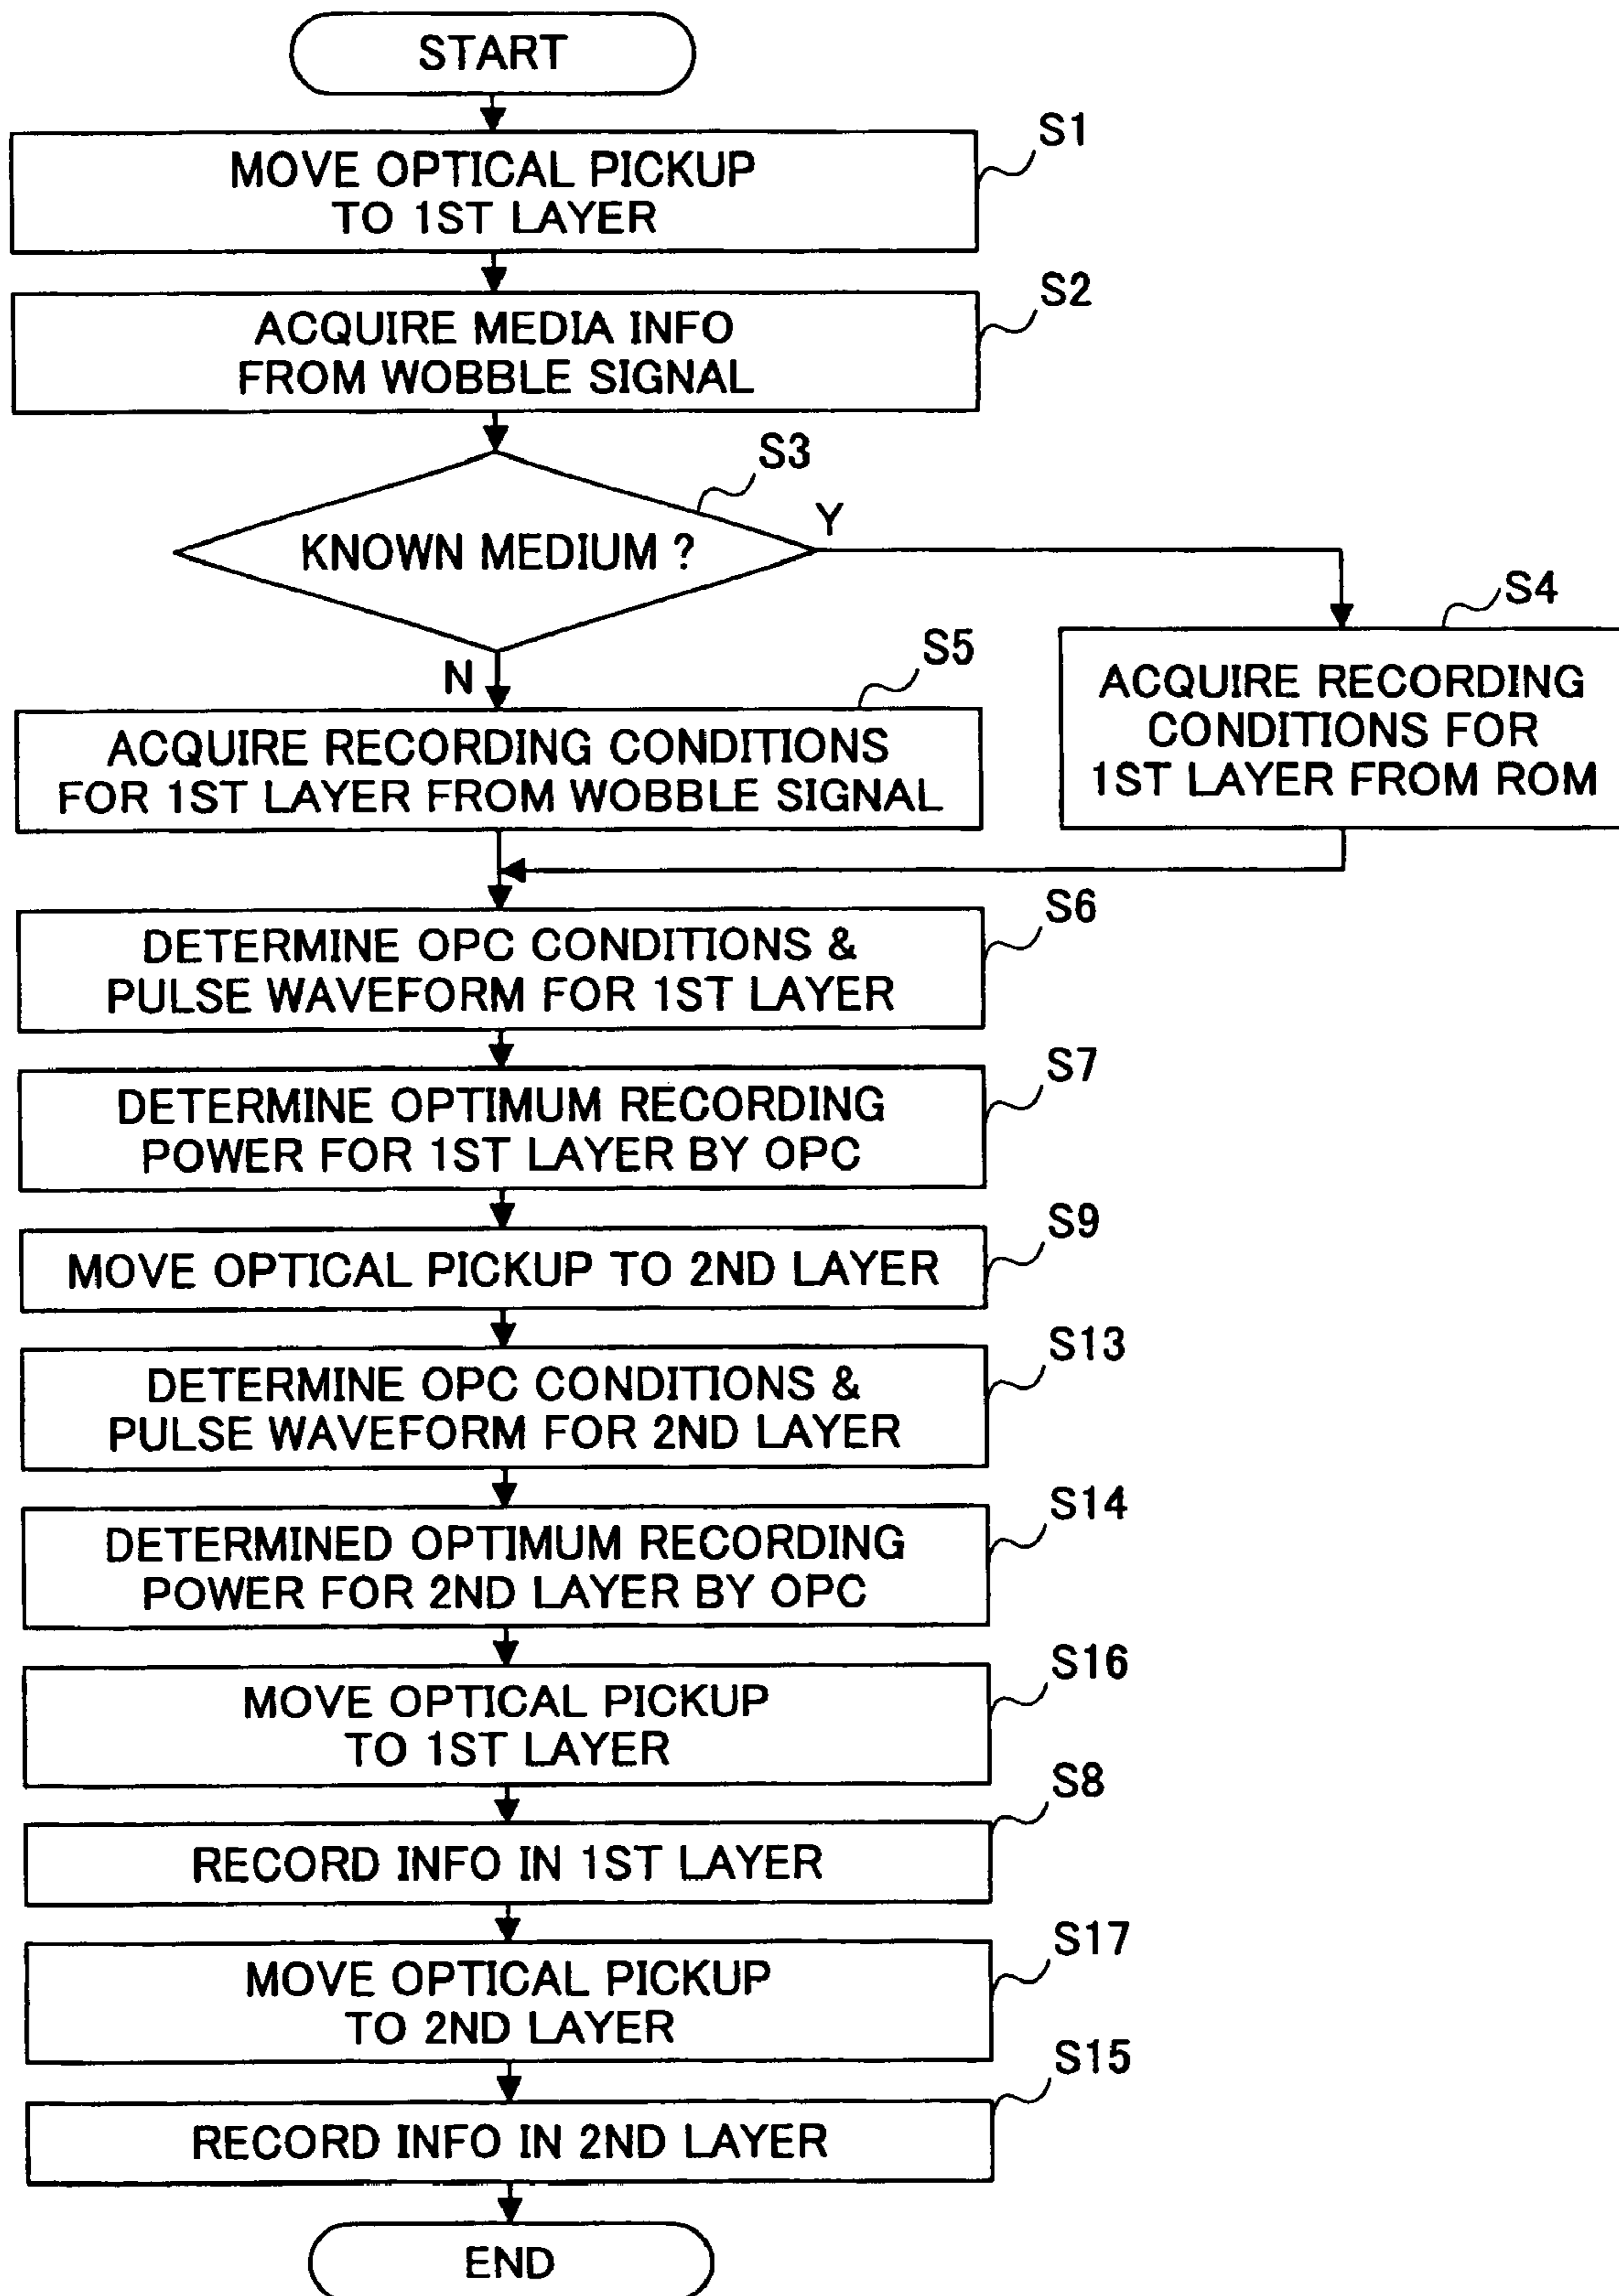 START
S1
MOVE OPTICAL PICKUP
TO 1ST LAYER
S2
ACQUIRE MEDIA INFO
FROM WOBBLE SIGNAL
S3
KNOWN MEDIUM ?
Y
N
S4
ACQUIRE RECORDING
CONDITIONS FOR
1ST LAYER FROM ROM
S5
ACQUIRE RECORDING CONDITIONS
FOR 1ST LAYER FROM WOBBLE SIGNAL
S6
DETERMINE OPC CONDITIONS &
PULSE WAVEFORM FOR 1ST LAYER
S7
DETERMINE OPTIMUM RECORDING
POWER FOR 1ST LAYER BY OPC
S9
MOVE OPTICAL PICKUP TO 2ND LAYER
S13
DETERMINE OPC CONDITIONS &
PULSE WAVEFORM FOR 2ND LAYER
S14
DETERMINED OPTIMUM RECORDING
POWER FOR 2ND LAYER BY OPC
S16
MOVE OPTICAL PICKUP
TO 1ST LAYER
S8
RECORD INFO IN 1ST LAYER
S17
MOVE OPTICAL PICKUP
TO 2ND LAYER
S15
RECORD INFO IN 2ND LAYER
END